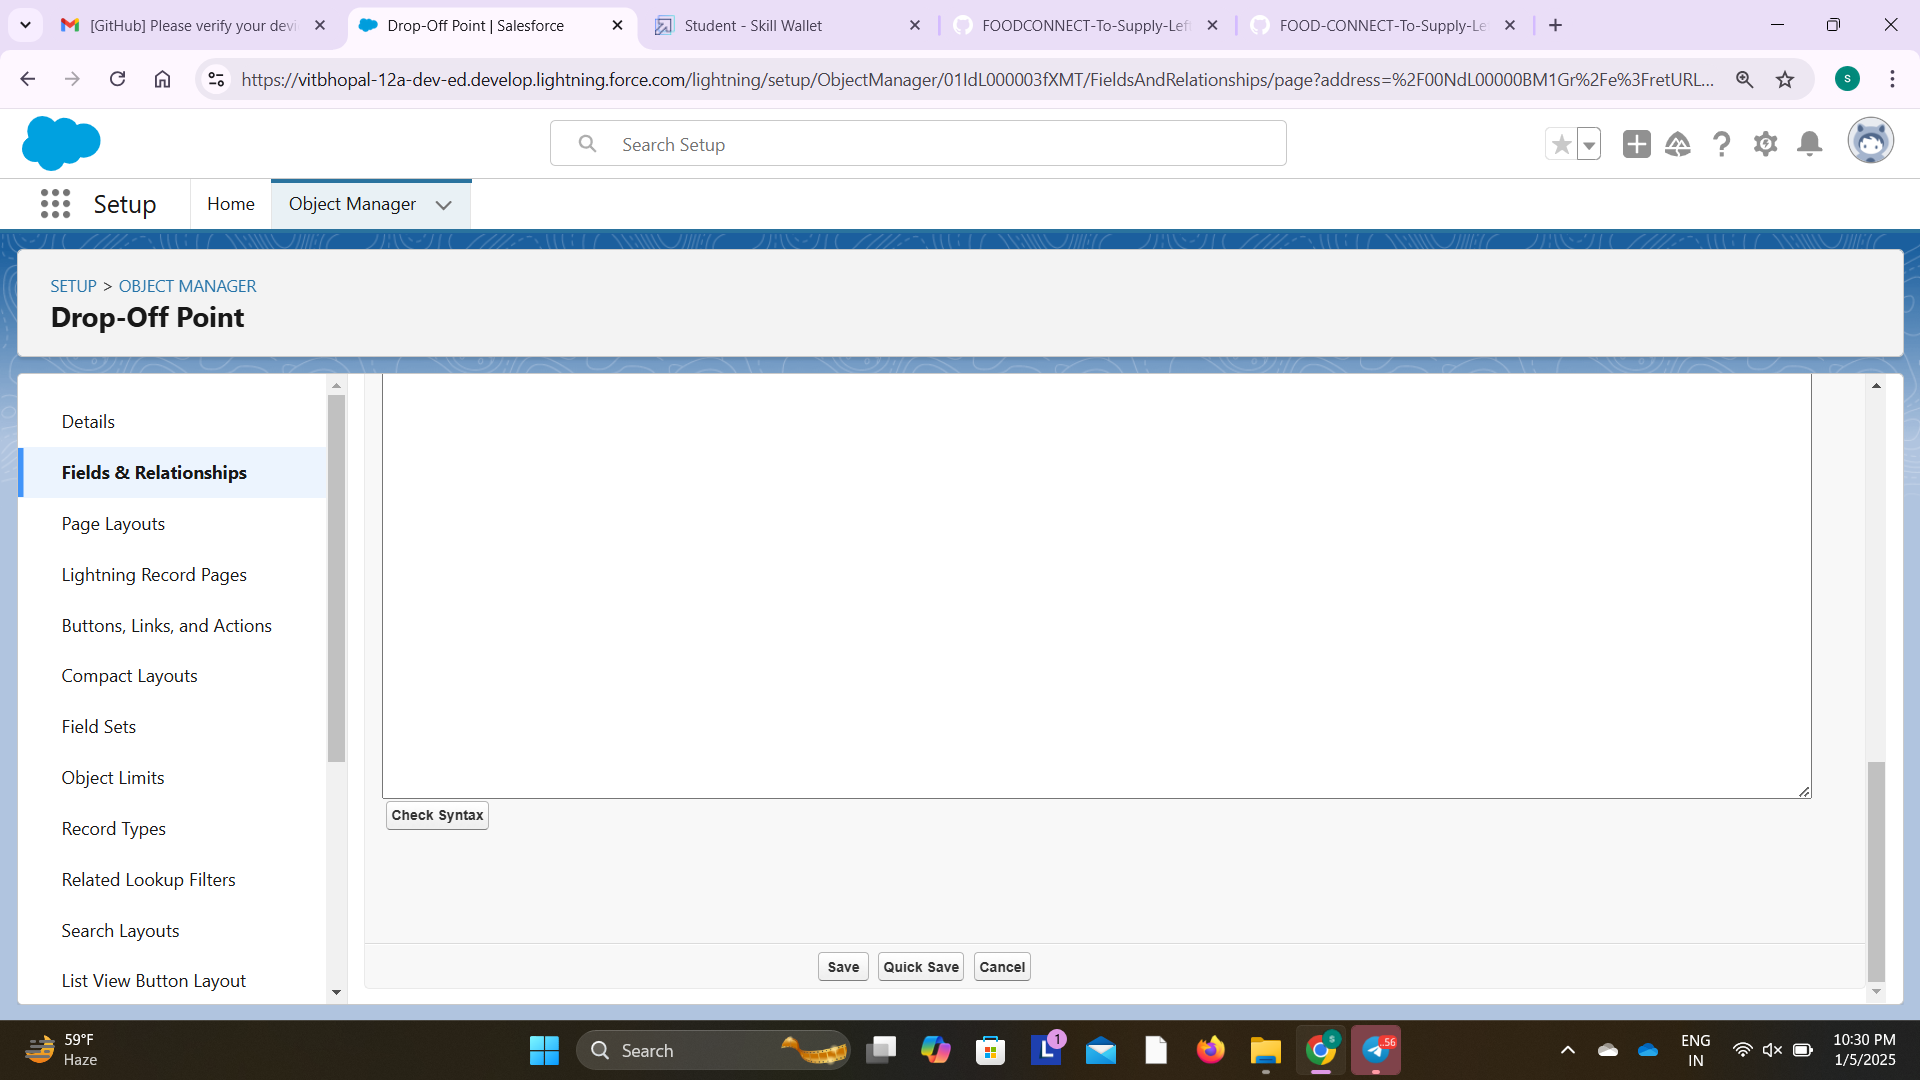 [GitHub] Please verify your devi
Drop-Off Point | Salesforce
Student - Skill Wallet
FOODCONNECT-To-Supply-Left
FOOD-CONNECT-To-Supply-Le
https://vitbhopal-12a-dev-ed.develop.lightning.force.com/lightning/setup/ObjectManager/01IdL000003fXMT/FieldsAndRelationships/page?address=%2F00NdL00000BM1Gr%2Fe%3FretURL...
S
Search Setup
Setup
Home
Object Manager
SETUP > OBJECT MANAGER
Drop-Off Point
Details
Fields & Relationships
Page Layouts
Lightning Record Pages
Buttons, Links, and Actions
Compact Layouts
Field Sets
Object Limits
Record Types
Related Lookup Filters
Search Layouts
List View Button Layout
Check Syntax
Save
Quick Save
Cancel
59°F
Haze
Search
L
1
S
..56
ENG
IN
10:30 PM
1/5/2025